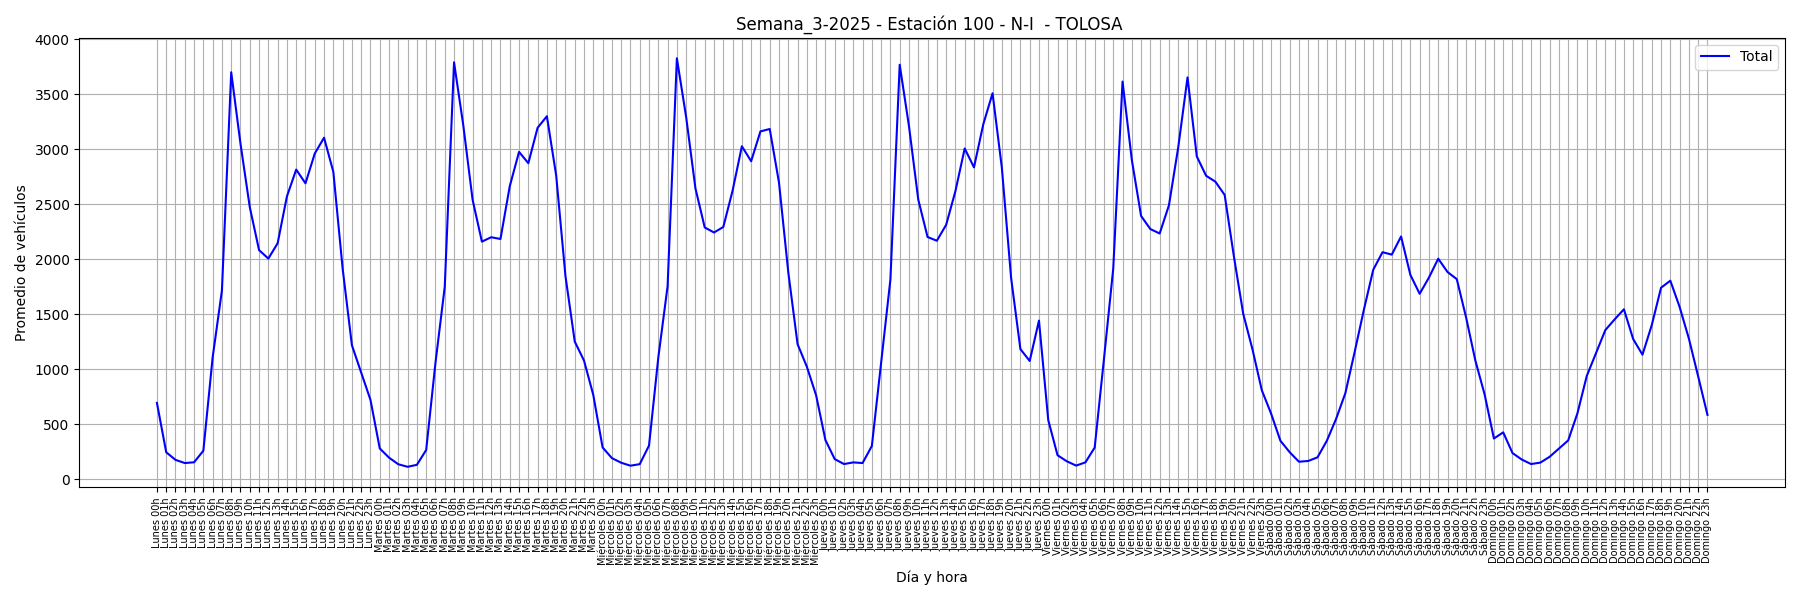 Semana_3-2025 - Estación 100 - N-I  - TOLOSA
Total
Promedio de vehículos
4000
3500
3000
2500
2000
1500
1000
500
0
Lunes 00h
Lunes 01h
Lunes 02h
Lunes 03h
Lunes 04h
Lunes 05h
Lunes 06h
Lunes 07h
Lunes 08h
Lunes 09h
Lunes 10h
Lunes 11h
Lunes 12h
Lunes 13h
Lunes 14h
Lunes 15h
Lunes 16h
Lunes 17h
Lunes 18h
Lunes 19h
Lunes 20h
Lunes 21h
Lunes 22h
Lunes 23h
Martes 00h
Martes 01h
Martes 02h
Martes 03h
Martes 04h
Martes 05h
Martes 06h
Martes 07h
Martes 08h
Martes 09h
Martes 10h
Martes 11h
Martes 12h
Martes 13h
Martes 14h
Martes 15h
Martes 16h
Martes 17h
Martes 18h
Martes 19h
Martes 20h
Martes 21h
Martes 22h
Martes 23h
Miércoles 00h
Miércoles 01h
Miércoles 02h
Miércoles 03h
Miércoles 04h
Miércoles 05h
Miércoles 06h
Miércoles 07h
Miércoles 08h
Miércoles 09h
Miércoles 10h
Miércoles 11h
Miércoles 12h
Miércoles 13h
Miércoles 14h
Miércoles 15h
Miércoles 16h
Miércoles 17h
Miércoles 18h
Miércoles 19h
Miércoles 20h
Miércoles 21h
Miércoles 22h
Miércoles 23h
Jueves 00h
Jueves 01h
Jueves 02h
Jueves 03h
Jueves 04h
Jueves 05h
Jueves 06h
Jueves 07h
Jueves 08h
Jueves 09h
Jueves 10h
Jueves 11h
Jueves 12h
Jueves 13h
Jueves 14h
Jueves 15h
Jueves 16h
Jueves 17h
Jueves 18h
Jueves 19h
Jueves 20h
Jueves 21h
Jueves 22h
Jueves 23h
Viernes 00h
Viernes 01h
Viernes 02h
Viernes 03h
Viernes 04h
Viernes 05h
Viernes 06h
Viernes 07h
Viernes 08h
Viernes 09h
Viernes 10h
Viernes 11h
Viernes 12h
Viernes 13h
Viernes 14h
Viernes 15h
Viernes 16h
Viernes 17h
Viernes 18h
Viernes 19h
Viernes 20h
Viernes 21h
Viernes 22h
Viernes 23h
Sábado 00h
Sábado 01h
Sábado 02h
Sábado 03h
Sábado 04h
Sábado 05h
Sábado 06h
Sábado 07h
Sábado 08h
Sábado 09h
Sábado 10h
Sábado 11h
Sábado 12h
Sábado 13h
Sábado 14h
Sábado 15h
Sábado 16h
Sábado 17h
Sábado 18h
Sábado 19h
Sábado 20h
Sábado 21h
Sábado 22h
Sábado 23h
Domingo 00h
Domingo 01h
Domingo 02h
Domingo 03h
Domingo 04h
Domingo 05h
Domingo 06h
Domingo 07h
Domingo 08h
Domingo 09h
Domingo 10h
Domingo 11h
Domingo 12h
Domingo 13h
Domingo 14h
Domingo 15h
Domingo 16h
Domingo 17h
Domingo 18h
Domingo 19h
Domingo 20h
Domingo 21h
Domingo 22h
Domingo 23h
Día y hora